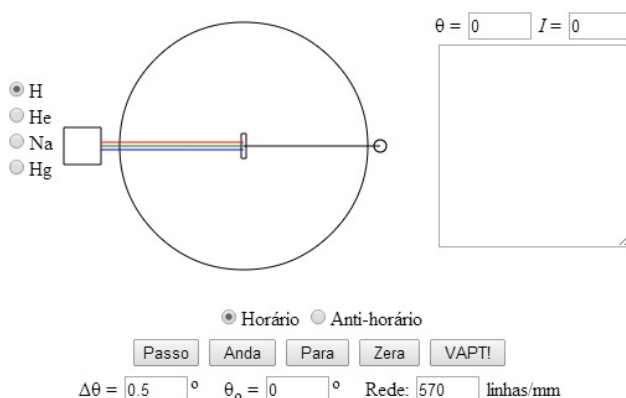 θ = 0 I = 0
H
He
Na
Hg
Horário Anti-horário
Passo Anda Para Zera VAPT!
Δθ = 0.5 º θo = 0 º Rede: 570 linhas/mm